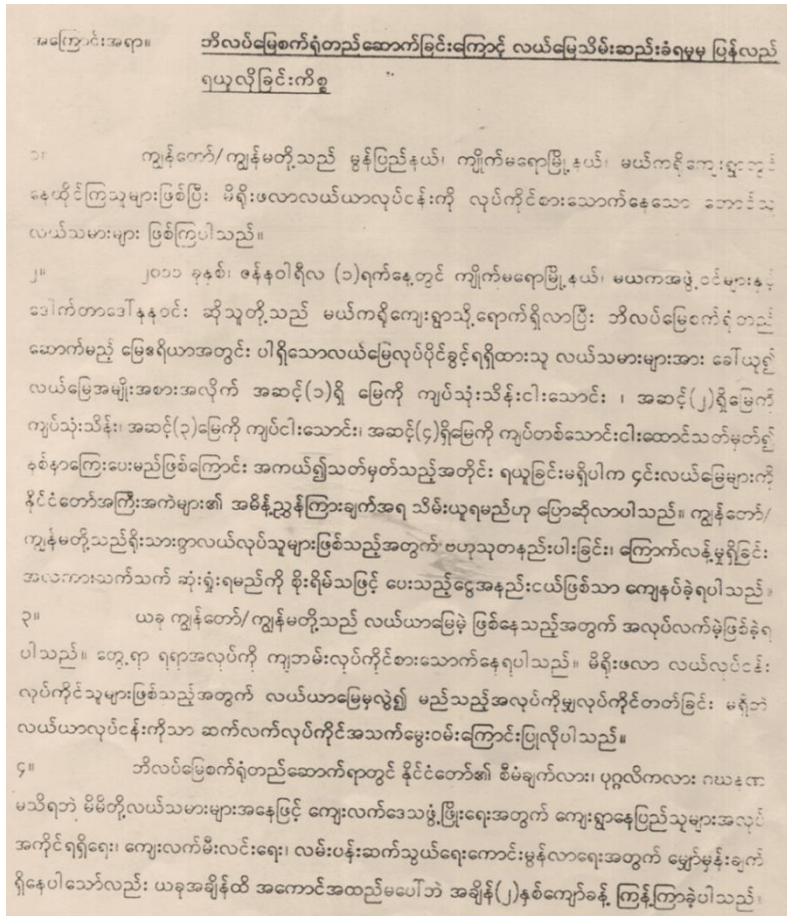 အကြောင်းအရာ။ ဘိလပ်မြေစက်ရုံတည်ဆောက်ခြင်းကြောင့် လယ်မြေသိမ်းဆည်းခံရမှုမှ ပြန်လည်
ရယူလိုခြင်းကိစ္စ
၁။ ကျွန်တော်/ကျွန်မတို့သည် မွန်ပြည်နယ်၊ ကျိုက်မရောမြို့နယ်၊ မယ်ကရိုကျေးရွာတွင်
နေထိုင်ကြသူများဖြစ်ပြီး မိရိုးဖလာလယ်ယာလုပ်ငန်းကို လုပ်ကိုင်စားသောက်နေသော တောင်သူ
လယ်သမားများ ဖြစ်ကြပါသည်။
၂။ ၂၀၁၁ ခုနှစ်၊ ဇန်နဝါရီလ (၁)ရက်နေ့တွင် ကျိုက်မရောမြို့နယ်၊ မယကအဖွဲ့ဝင်များနှင့်
ဒေါက်တာဒေါ်နုနုဝင်း ဆိုသူတို့သည် မယ်ကရိုကျေးရွာသို့ရောက်ရှိလာပြီး ဘိလပ်မြေစက်ရုံတည်
ဆောက်မည့် မြေဧရိယာအတွင်း ပါရှိသောလယ်မြေလုပ်ပိုင်ခွင့်ရရှိထားသူ လယ်သမားများအား ခေါ်ယူ၍
လယ်မြေအမျိုးအစားအလိုက် အဆင့်(၁)ရှိ မြေကို ကျပ်သုံးသိန်းငါးသောင်း ၊ အဆင့်(၂)ရှိမြေကို
ကျပ်သုံးသိန်း၊ အဆင့်(၃)မြေကို ကျပ်ငါးသောင်း၊ အဆင့်(၄)ရှိမြေကို ကျပ်တစ်သောင်းငါးထောင်သတ်မှတ်၍
နစ်နာကြေးပေးမည်ဖြစ်ကြောင်း အကယ်၍သတ်မှတ်သည့်အတိုင်း ရယူခြင်းမရှိပါက ၄င်းလယ်မြေများကို
နိုင်ငံတော်အကြီးအကဲများ၏ အမိန့်ညွှန်ကြားချက်အရ သိမ်းယူရမည်ဟု ပြောဆိုလာပါသည်။ ကျွန်တော်/
ကျွန်မတို့သည်ရိုးသားစွာလယ်လုပ်သူများဖြစ်သည့်အတွက် ဗဟုသုတနည်းပါးခြင်း၊ ကြောက်လန့်မှုရှိခြင်း
အလကားသက်သက် ဆုံးရှုံးရမည်ကို စိုးရိမ်သဖြင့် ပေးသည့်ငွေအနည်းငယ်ဖြစ်သာ ကျေနပ်ခဲ့ရပါသည်။
၃။ ယခု ကျွန်တော်/ကျွန်မတို့သည် လယ်ယာမြေမဲ့ ဖြစ်နေသည့်အတွက် အလုပ်လက်မဲ့ဖြစ်ခဲ့ရ
ပါသည်။ တွေ့ရာ ရရာအလုပ်ကို ကျဘမ်းလုပ်ကိုင်စားသောက်နေရပါသည်။ မိရိုးဖလာ လယ်လုပ်ငန်း
လုပ်ကိုင်သူများဖြစ်သည့်အတွက် လယ်ယာမြေမှလွဲ၍ မည်သည့်အလုပ်ကိုမျှလုပ်ကိုင်တတ်ခြင်း မရှိဘဲ
လယ်ယာလုပ်ငန်းကိုသာ ဆက်လက်လုပ်ကိုင်အသက်မွေးဝမ်းကြောင်းပြုလိုပါသည်။
၄။ ဘိလပ်မြေစက်ရုံတည်ဆောက်ရာတွင် နိုင်ငံတော်၏ စီမံချက်လား၊ ပုဂ္ဂလိကလား ဂဃနဏ
မသိရဘဲ မိမိတို့လယ်သမားများအနေဖြင့် ကျေးလက်ဒေသဖွံ့ဖြိုးရေးအတွက် ကျေးရွာနေပြည်သူများအလုပ်
အကိုင်ရရှိရေး၊ ကျေးလက်မီးလင်းရေး၊ လမ်းပန်းဆက်သွယ်ရေးကောင်းမွန်လာရေးအတွက် မျှော်မှန်းချက်
ရှိနေပါသော်လည်း ယခုအချိန်ထိ အကောင်အထည်မပေါ်ဘဲ အချိန်(၂)နှစ်ကျော်ခန့် ကြန့်ကြာခဲ့ပါသည်။